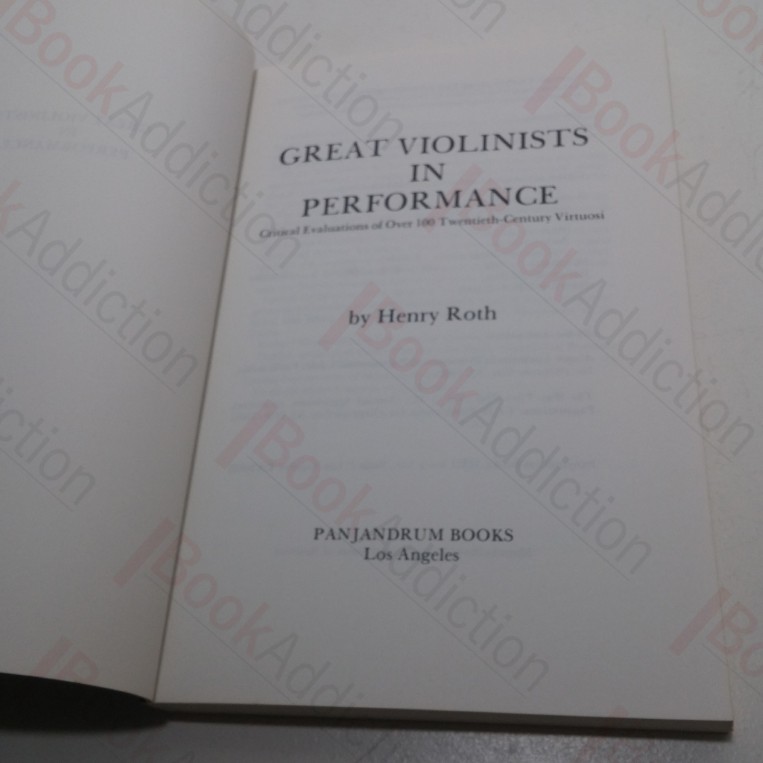 GREAT VIOLINISTS
IN
PERFORMANCE
Critical Evaluations of Over 100 Twentieth-Century Virtuosi
by Henry Roth
PANJANDRUM BOOKS
Los Angeles
BookAddiction